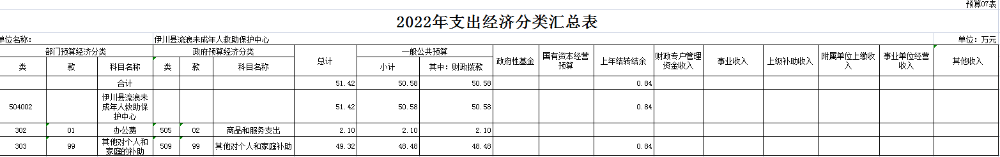 预算07表
2022年支出经济分类汇总表
单位名称： 伊川县流浪未成年人救助保护中心 单位：万元
部门预算经济分类 政府预算经济分类 总计 一般公共预算 政府性基金 国有资本经营预算 上年结转结余 财政专户管理资金收入 事业收入 上级补助收入 附属单位上缴收入 事业单位经营收入 其他收入
类 款 科目名称 类 款 科目名称 小计 其中：财政拨款
合计 51.42 50.58 50.58 0.84
504002 伊川县流浪未成年人救助保护中心 51.42 50.58 50.58 0.84
302 01 办公费 505 02 商品和服务支出 2.10 2.10 2.10
303 99 其他对个人和家庭的补助 509 99 其他对个人和家庭补助 49.32 48.48 48.48 0.84